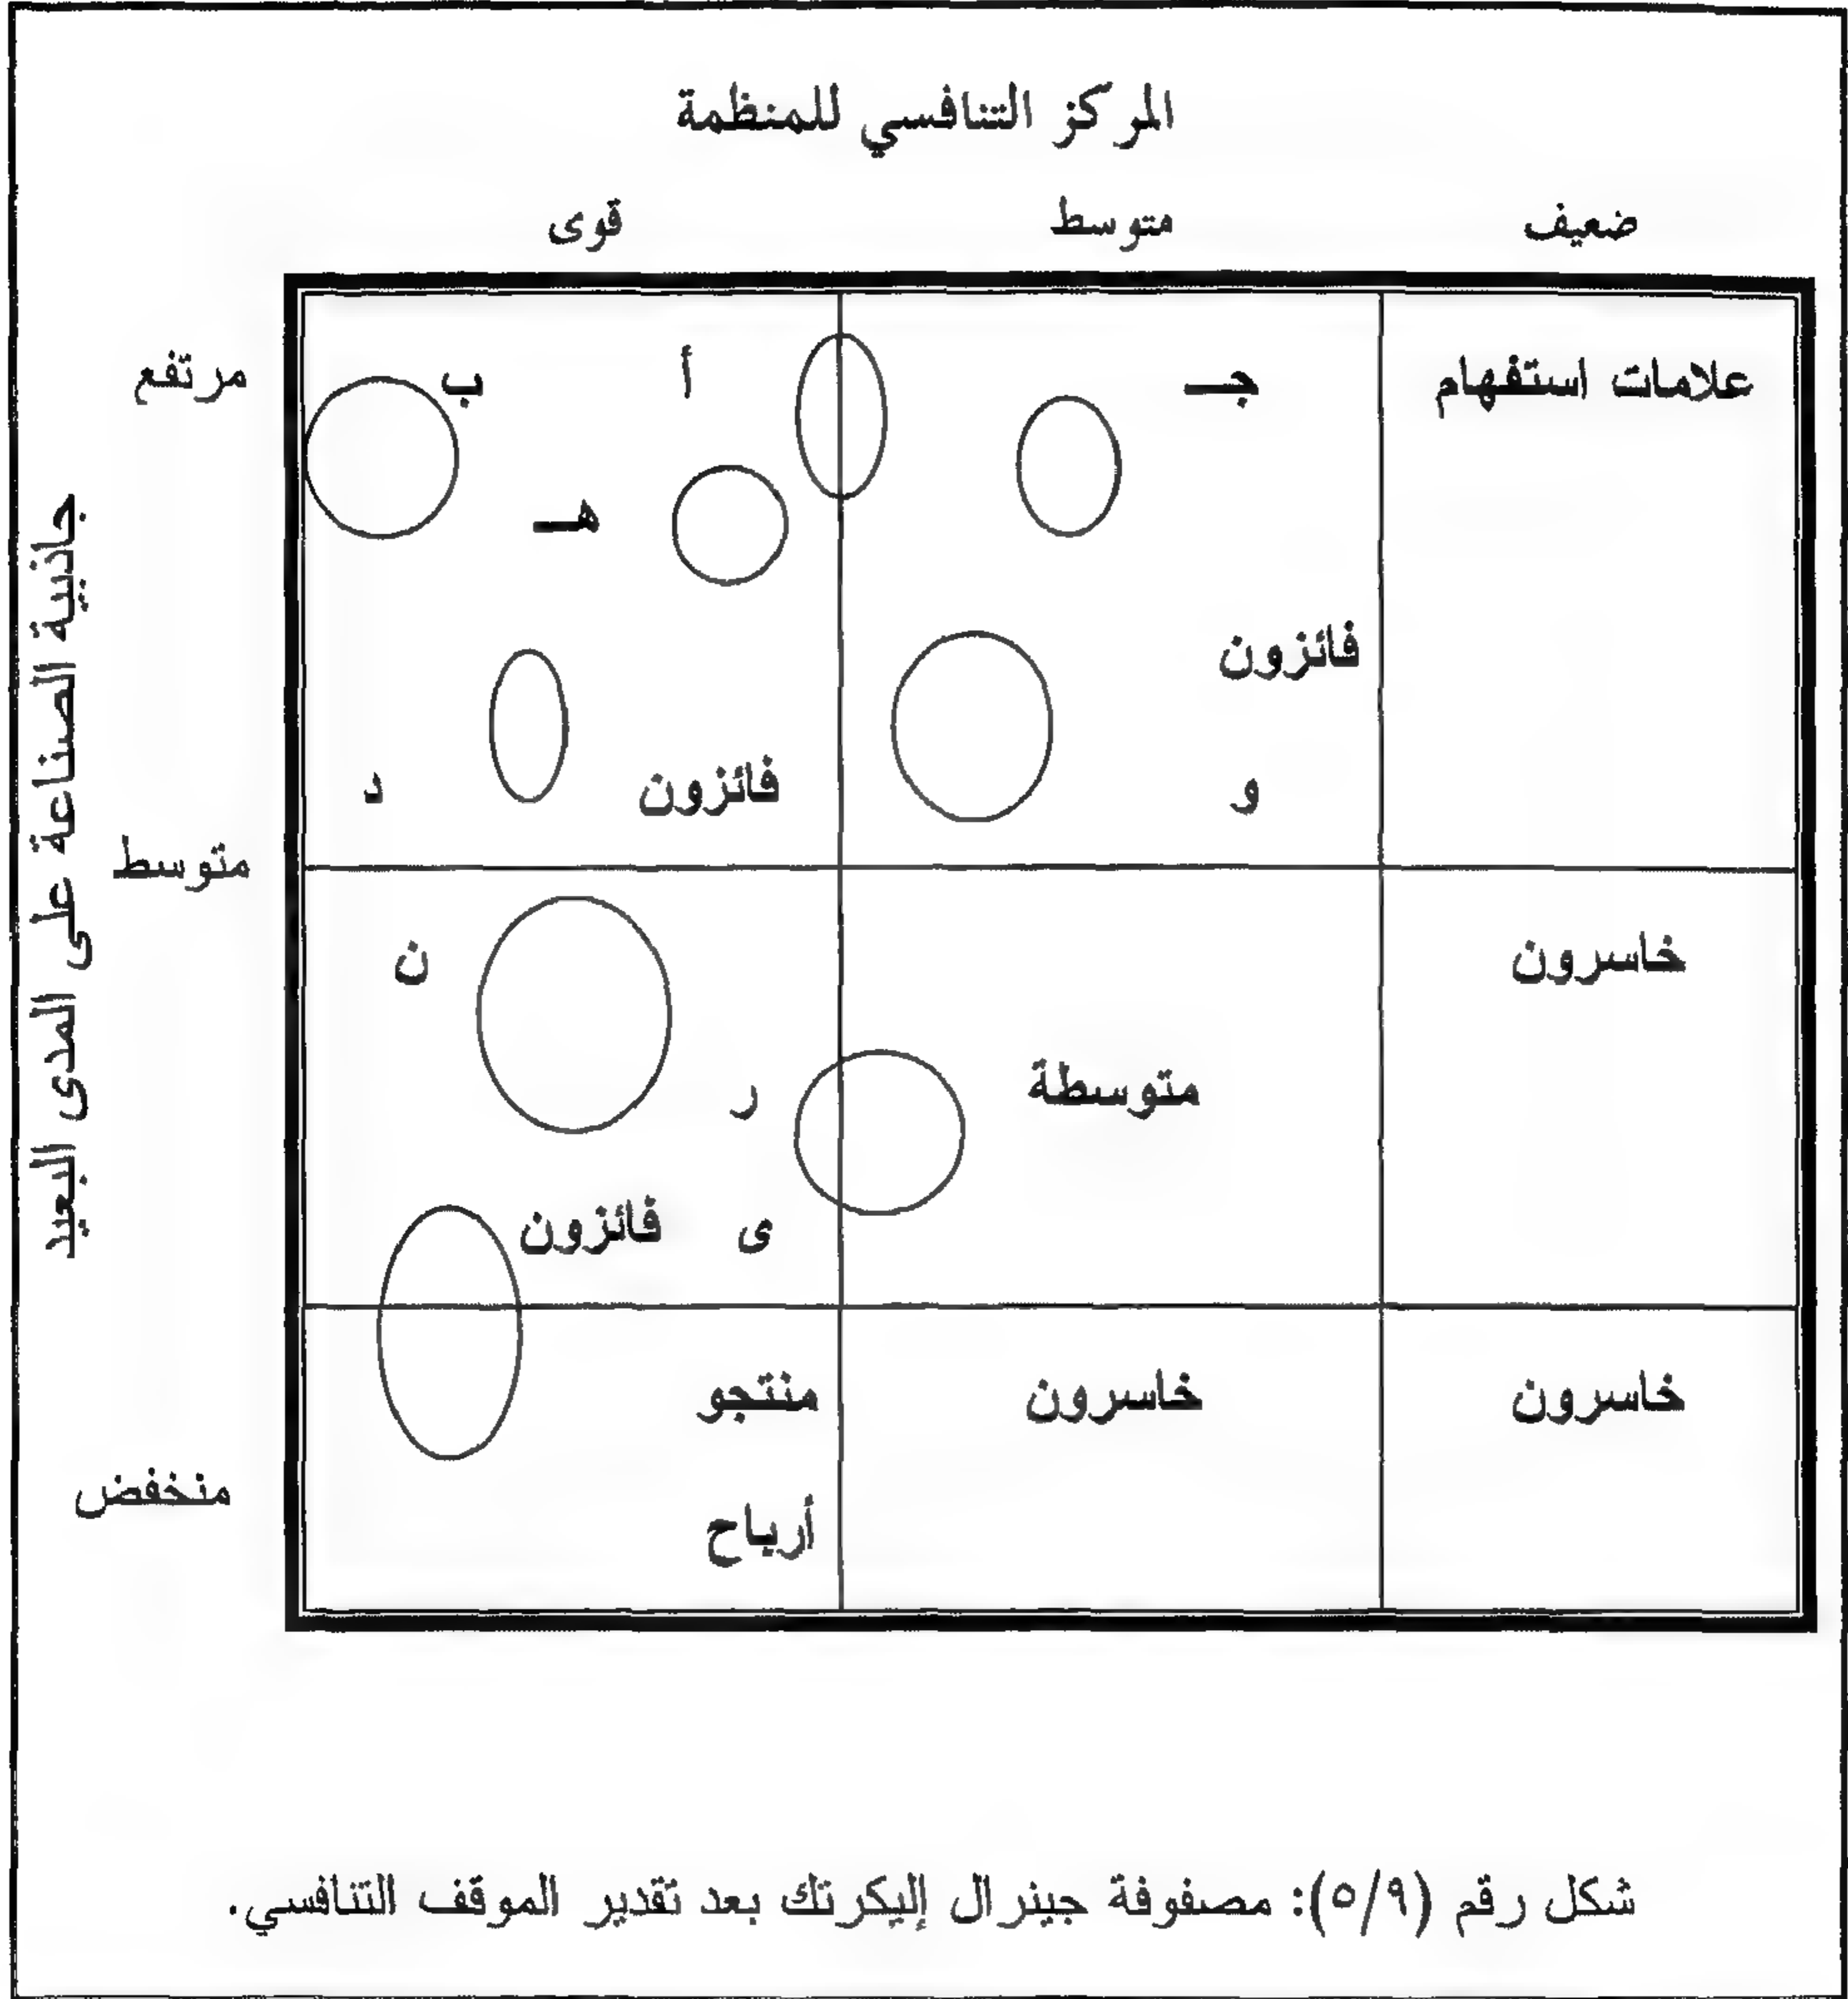 المركز التنافسي للمنظمة
ضعيف
متوسط
قوى
جاذبية الصناعة على المدى البعيد
مرتفع
متوسط
منخفض
علامات استفهام
جـ
أ
ب
هـ
فائزون
فائزون
و
د
خاسرون
ن
متوسطة
ر
فائزون
ى
خاسرون
خاسرون
منتجو
أرباح
شكل رقم (٥/٩): مصفوفة جينرال إليكرتك بعد تقدير الموقف التنافسي.